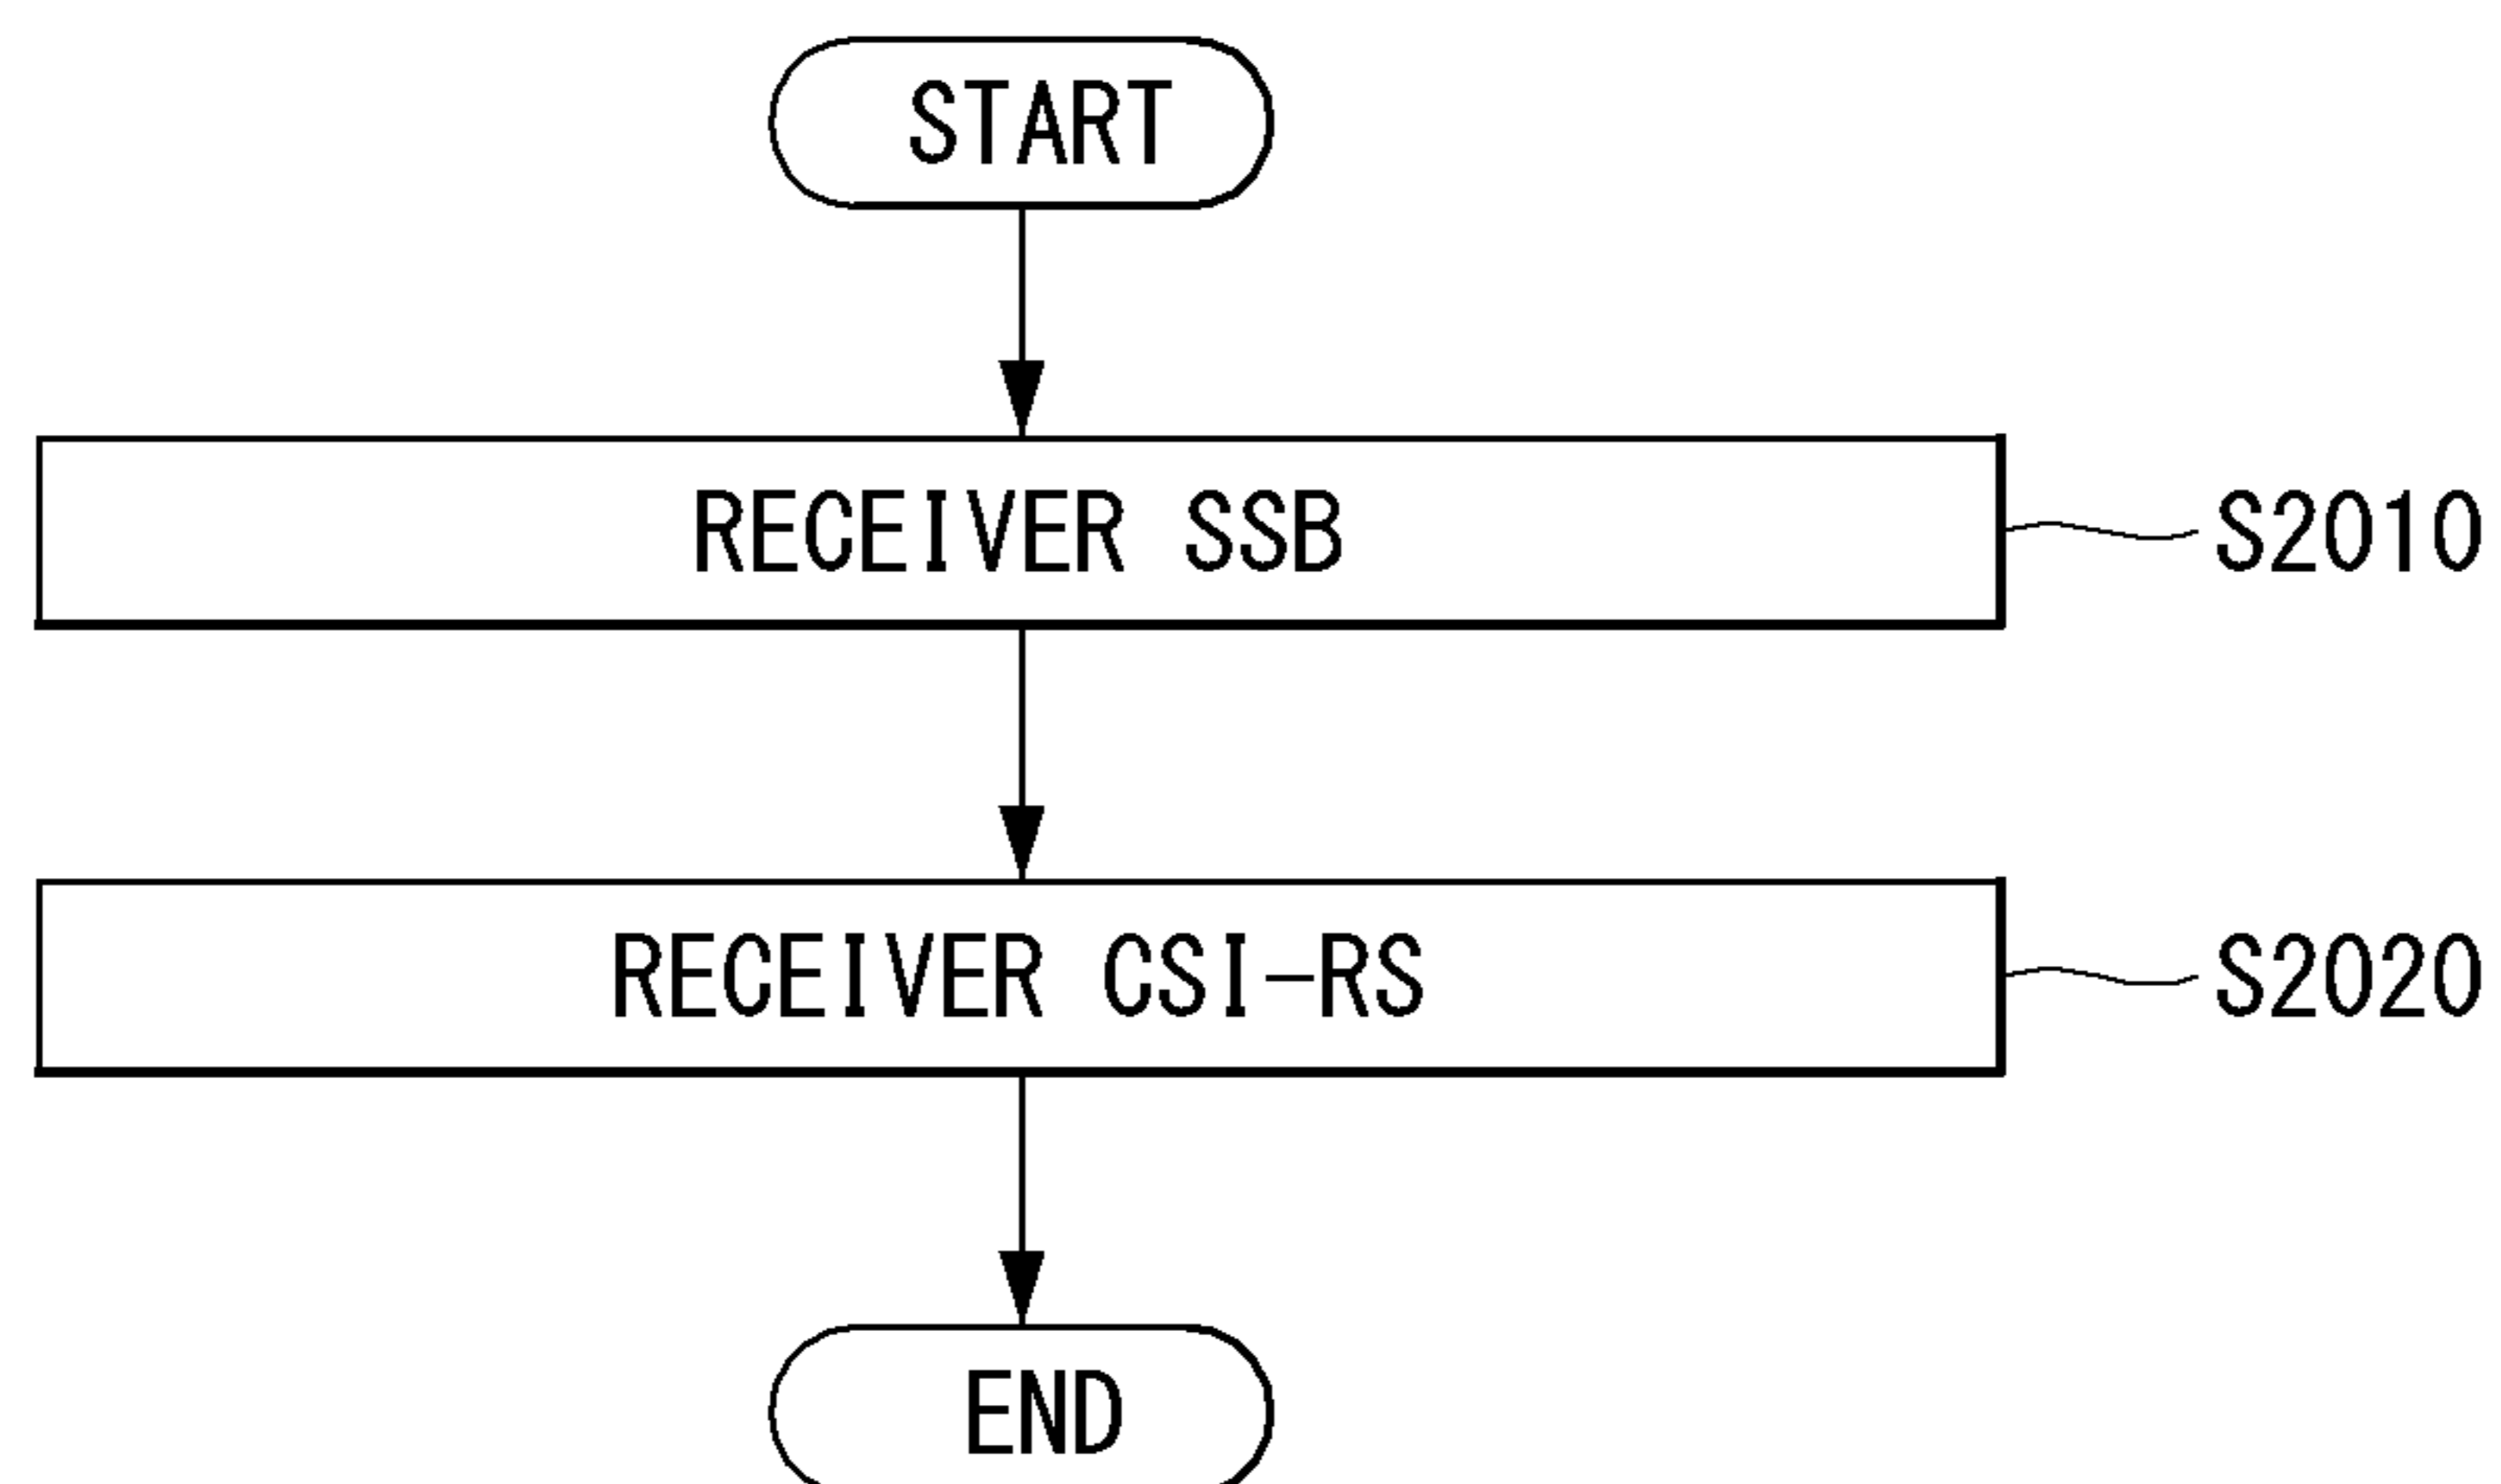 START
RECEIVER SSB
S2010
RECEIVER CSI-RS
S2020
END